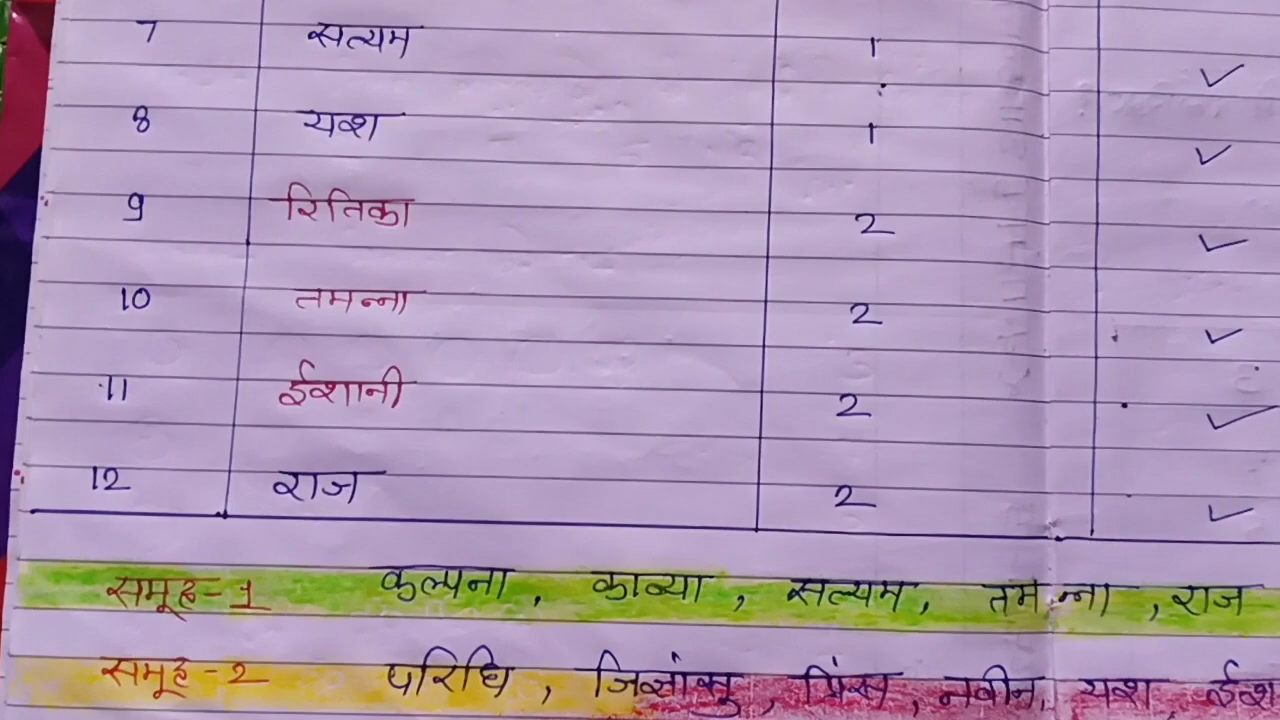 7 सत्यम 1 ✓
8 यश 1 ✓
9 रितिका 2 ✓
10 तमन्ना 2 ✓
11 ईशानी 2 ✓
12 राज 2 ✓
समूह-1 कल्पना, काव्या, सत्यम, तमन्ना, राज
समूह-2 परिधि, प्रिंस, नवीन, यश